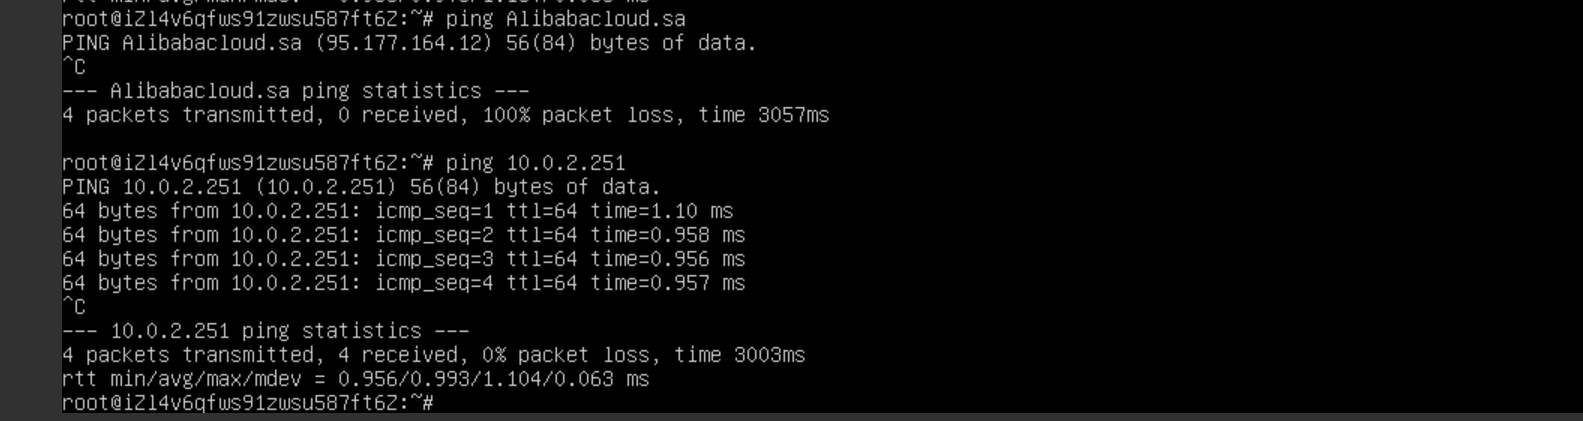 root@iZl4v6qfws91zwsu587ft6Z:~# ping Alibabacloud.sa
PING Alibabacloud.sa (95.177.164.12) 56(84) bytes of data.
^C
--- Alibabacloud.sa ping statistics ---
4 packets transmitted, 0 received, 100% packet loss, time 3057ms
root@iZl4v6qfws91zwsu587ft6Z:~# ping 10.0.2.251
PING 10.0.2.251 (10.0.2.251) 56(84) bytes of data.
64 bytes from 10.0.2.251: icmp_seq=1 ttl=64 time=1.10 ms
64 bytes from 10.0.2.251: icmp_seq=2 ttl=64 time=0.958 ms
64 bytes from 10.0.2.251: icmp_seq=3 ttl=64 time=0.956 ms
64 bytes from 10.0.2.251: icmp_seq=4 ttl=64 time=0.957 ms
^C
--- 10.0.2.251 ping statistics ---
4 packets transmitted, 4 received, 0% packet loss, time 3003ms
rtt min/avg/max/mdev = 0.956/0.993/1.104/0.063 ms
root@iZl4v6qfws91zwsu587ft6Z:~#